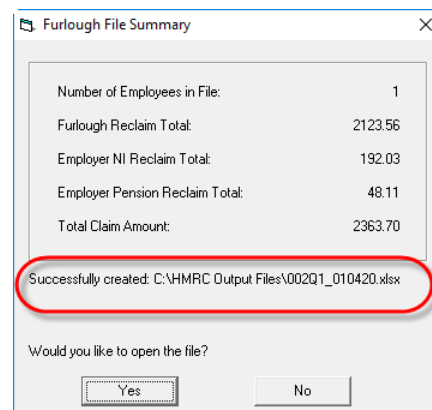 Furlough File Summary
Number of Employees in File: 1
Furlough Reclaim Total: 2123.56
Employer NI Reclaim Total: 192.03
Employer Pension Reclaim Total: 48.11
Total Claim Amount: 2363.70
Successfully created: C:\HMRC Output Files\002Q1_010420.xlsx
Would you like to open the file?
Yes No